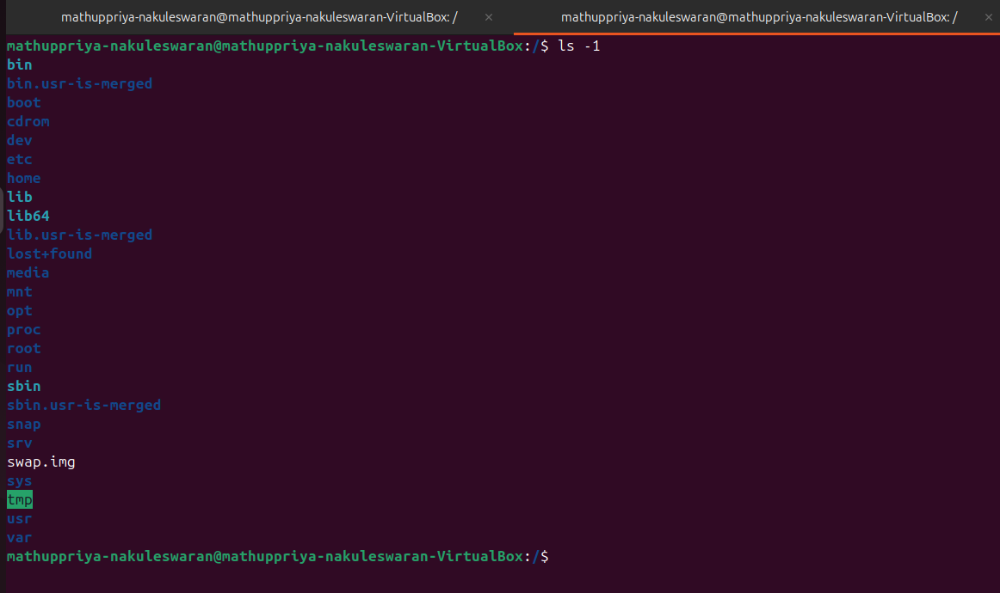 mathuppriya-nakuleswaran@mathuppriya-nakuleswaran-VirtualBox: / × mathuppriya-nakuleswaran@mathuppriya-nakuleswaran-VirtualBox: / ×
mathuppriya-nakuleswaran@mathuppriya-nakuleswaran-VirtualBox:/$ ls -1
bin
bin.usr-is-merged
boot
cdrom
dev
etc
home
lib
lib64
lib.usr-is-merged
lost+found
media
mnt
opt
proc
root
run
sbin
sbin.usr-is-merged
snap
srv
swap.img
sys
tmp
usr
var
mathuppriya-nakuleswaran@mathuppriya-nakuleswaran-VirtualBox:/$